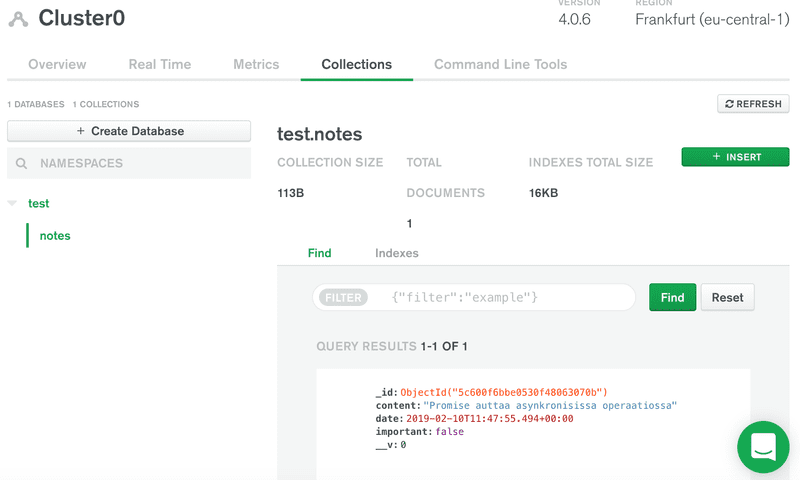 Cluster0
VERSION
4.0.6
REGION
Frankfurt (eu-central-1)
Overview
Real Time
Metrics
Collections
Command Line Tools
1 DATABASES 1 COLLECTIONS
REFRESH
+ Create Database
NAMESPACES
test
notes
test.notes
COLLECTION SIZE
113B
TOTAL
DOCUMENTS
1
INDEXES TOTAL SIZE
16KB
+ INSERT
Find
Indexes
FILTER
{"filter":"example"}
Find
Reset
QUERY RESULTS 1-1 OF 1
_id: ObjectId("5c600f6bbe0530f48063070b")
content: "Promise auttaa asynkronisissa operaatiossa"
date: 2019-02-10T11:47:55.494+00:00
important: false
__v: 0